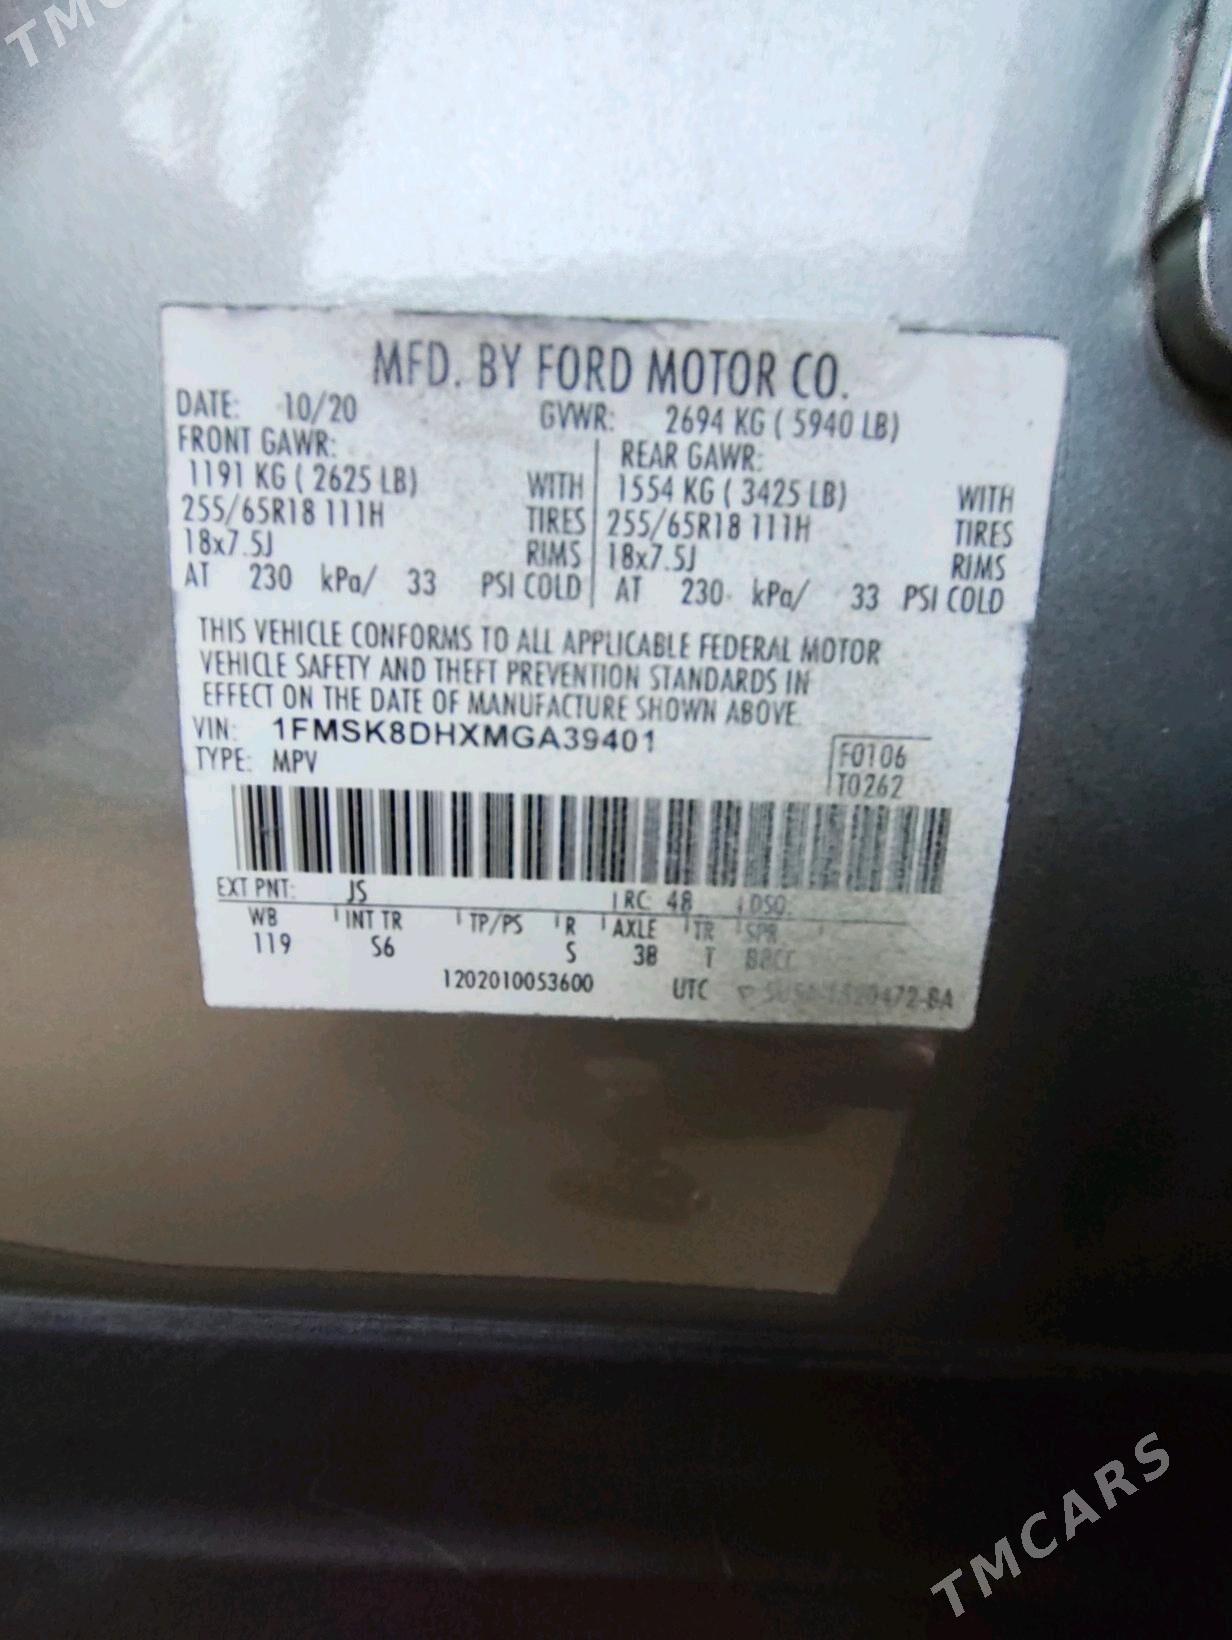 TMC
MFD. BY FORD MOTOR CO.
DATE: 10/20 GVWR: 2694 KG ( 5940 LB)
FRONT GAWR: REAR GAWR:
1191 KG ( 2625 LB) WITH 1554 KG ( 3425 LB) WITH
255/65R18 111H TIRES 255/65R18 111H TIRES
18x7.5J RIMS 18x7.5J RIMS
AT 230 kPa/ 33 PSI COLD AT 230 kPa/ 33 PSI COLD
THIS VEHICLE CONFORMS TO ALL APPLICABLE FEDERAL MOTOR
VEHICLE SAFETY AND THEFT PREVENTION STANDARDS IN
EFFECT ON THE DATE OF MANUFACTURE SHOWN ABOVE.
VIN: 1FMSK8DHXMGA39401
TYPE: MPV F0106
T0262
EXT PNT: JS RC: 48 DSO:
WB INT TR TP/PS R AXLE TR SPR
119 S6 S 3B T
1202010053600 UTC
TMCARS